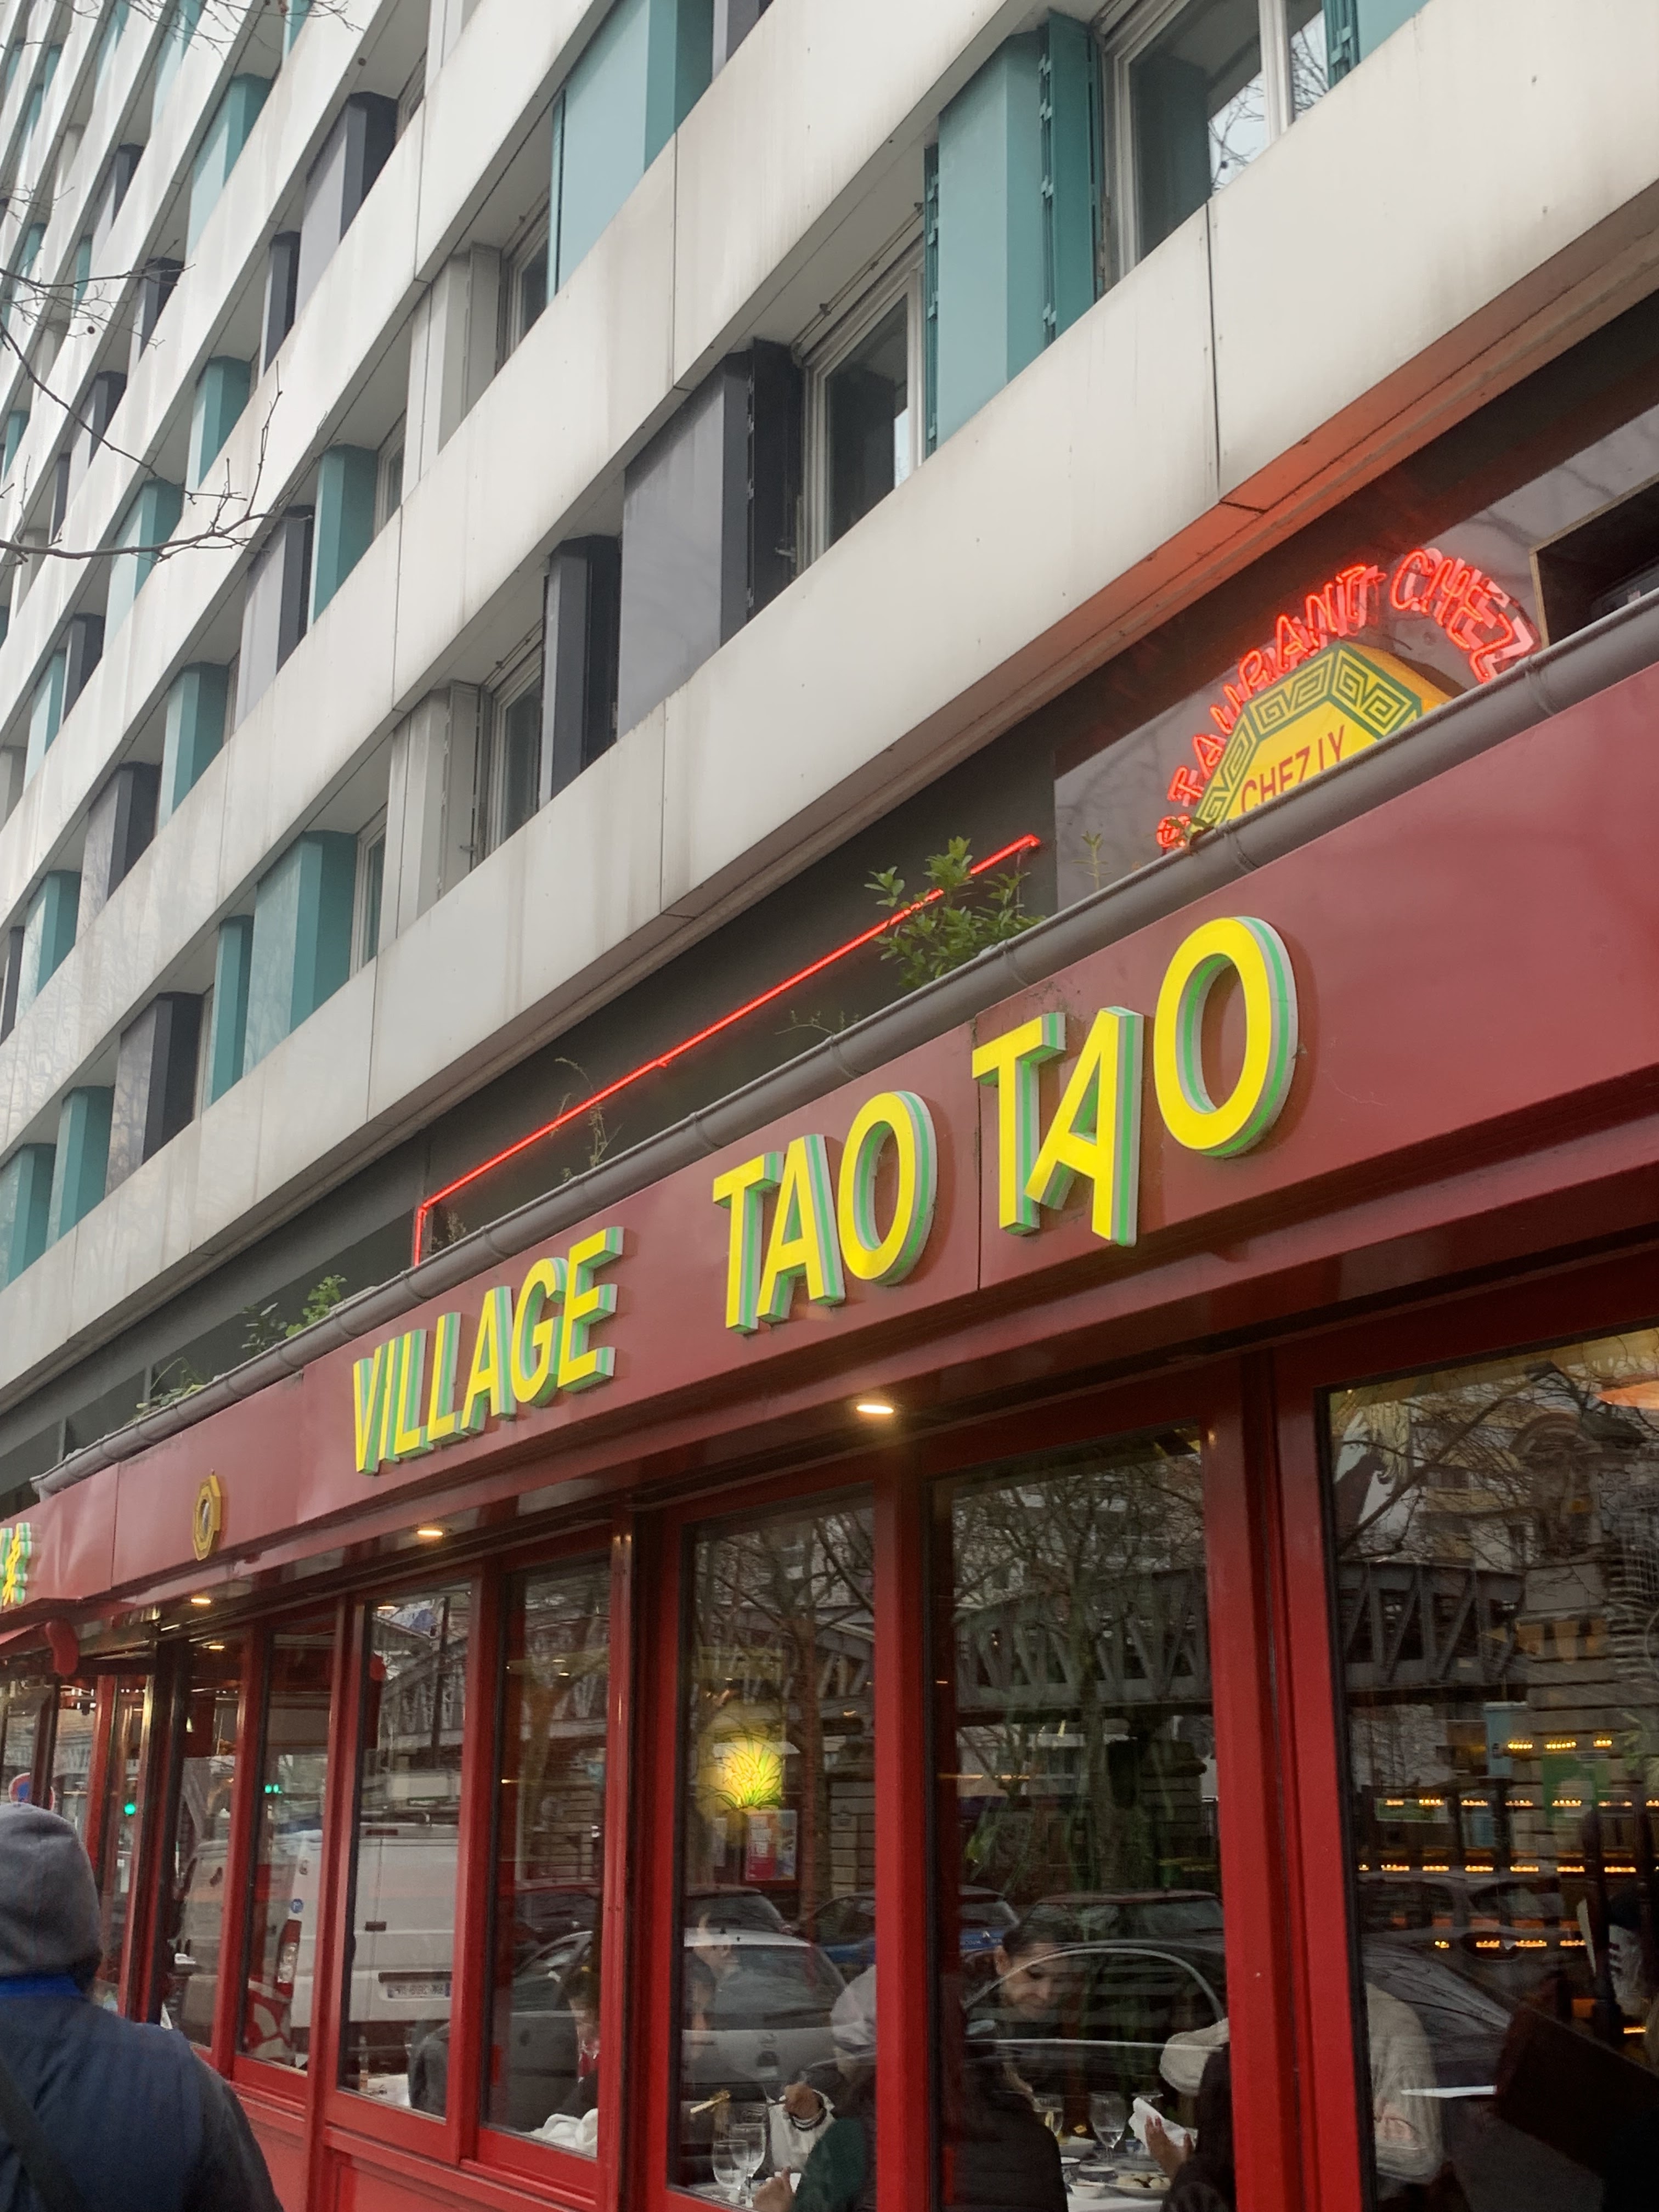 RESTAURANT CHEZ
CHEZ LY
VILLAGE TAO TAO